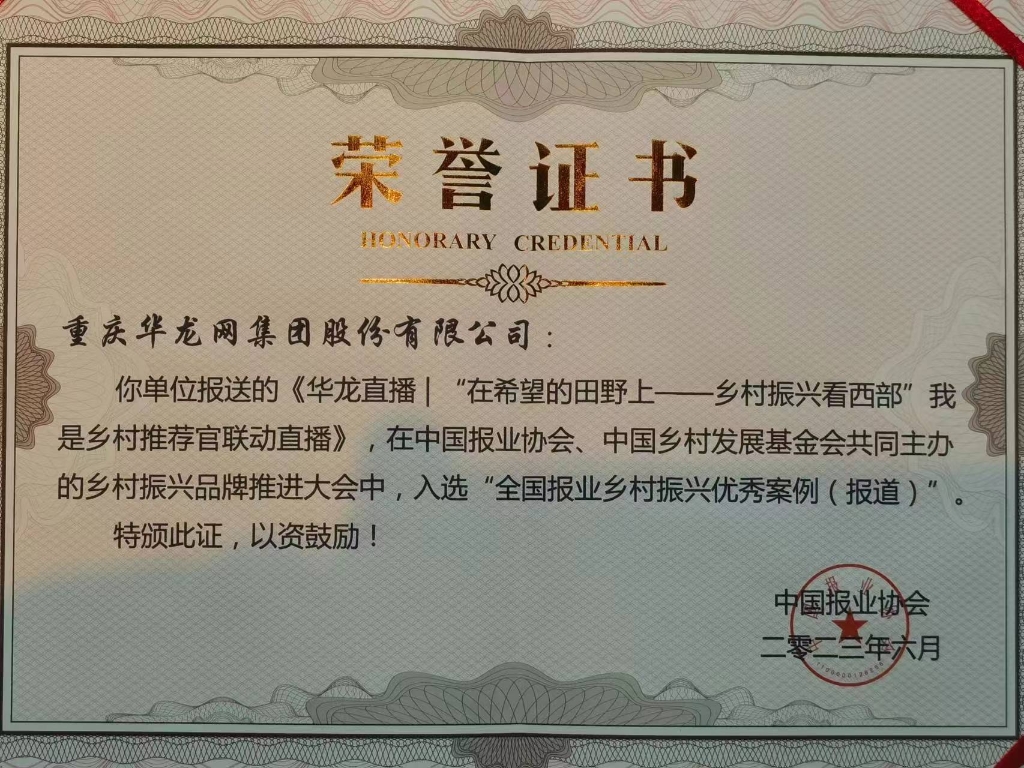 荣誉证书
HONORARY CREDENTIAL
重庆华龙网集团股份有限公司：
你单位报送的《华龙直播|“在希望的田野上——乡村振兴看西部”我
是乡村推荐官联动直播》，在中国报业协会、中国乡村发展基金会共同主办
的乡村振兴品牌推进大会中，入选“全国报业乡村振兴优秀案例（报道）”。
特颁此证，以资鼓励！
中国报业协会
二零二三年六月